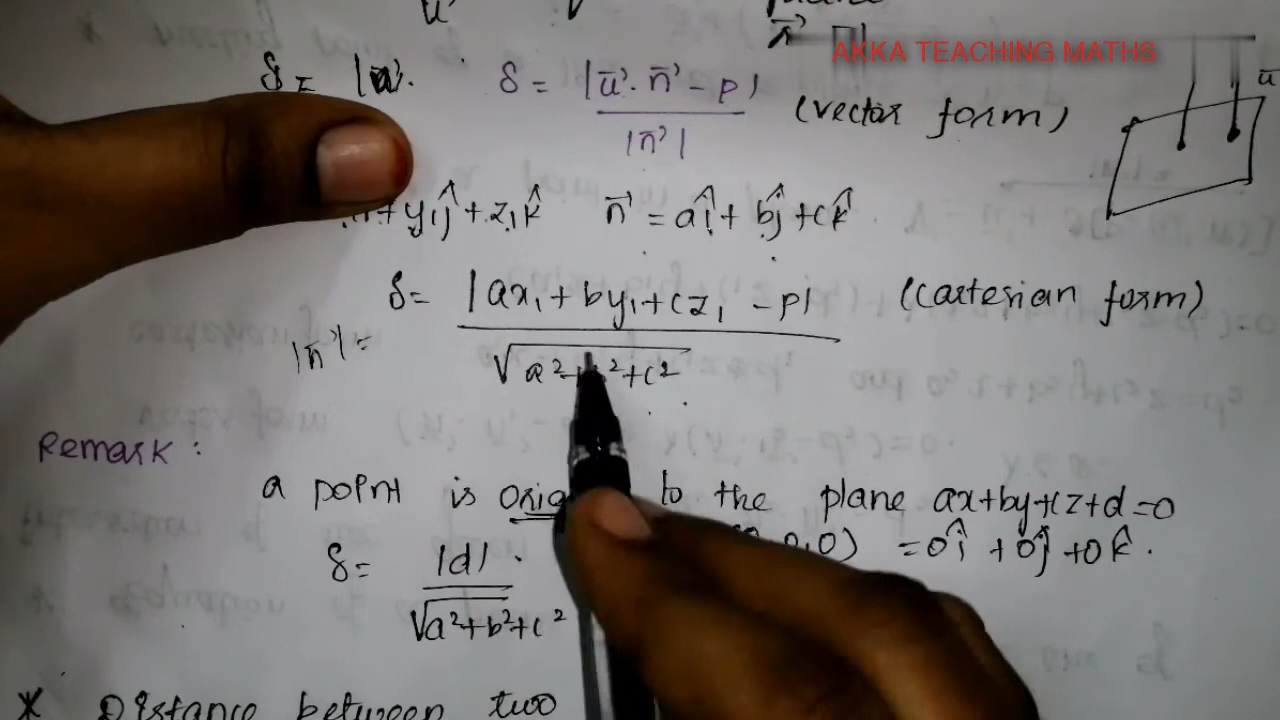 AKKA TEACHING MATHS
δ = |u⃗ · n⃗ - p| / |n⃗| (vector form)
u⃗
+ y₁ĵ + z₁k̂ n⃗ = aî + bĵ + ck̂
δ = |ax₁ + by₁ + cz₁ - p| / √a²+b²+c² (Cartesian form)
|n⃗| =
Remark :
a point is to the plane ax+by+cz+d=0
,0) = 0î + 0ĵ + 0k̂ .
δ = |d| / √a²+b²+c²
* Distance between two